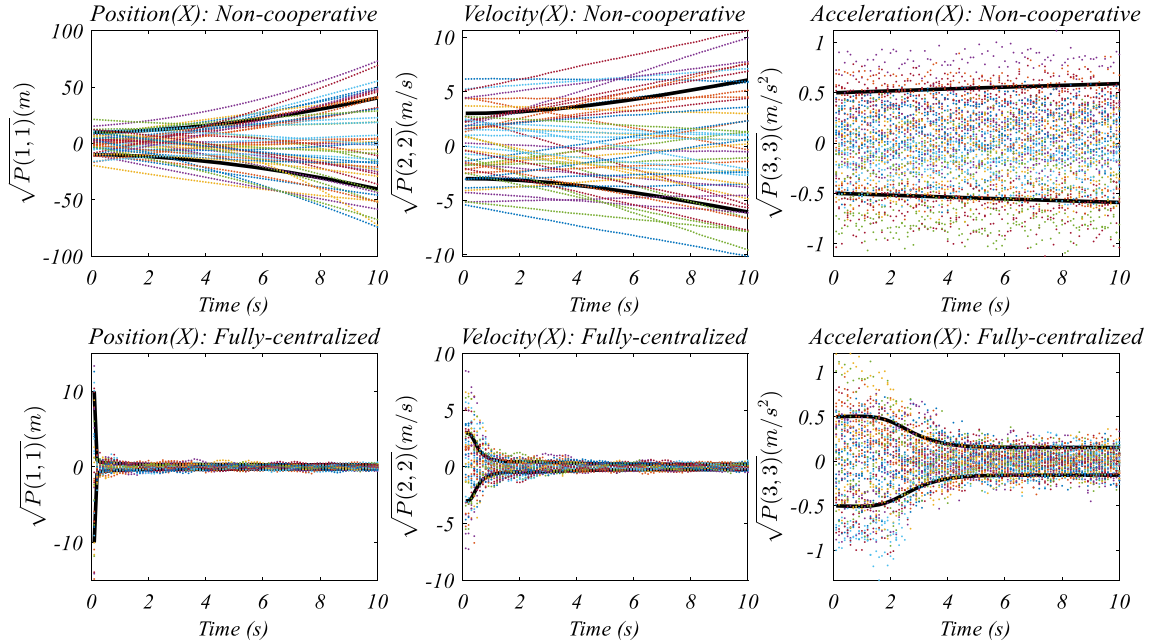 Position(X): Non-cooperative
Velocity(X): Non-cooperative
Acceleration(X): Non-cooperative
√P(1,1)(m)
100
50
0
-50
-100
0 2 4 6 8 10
Time (s)
√P(2,2)(m/s)
10
5
0
-5
-10
0 2 4 6 8 10
Time (s)
√P(3,3)(m/s²)
1
0.5
0
-0.5
-1
0 2 4 6 8 10
Time (s)
Position(X): Fully-centralized
Velocity(X): Fully-centralized
Acceleration(X): Fully-centralized
√P(1,1)(m)
10
0
-10
0 2 4 6 8 10
Time (s)
√P(2,2)(m/s)
10
5
0
-5
-10
0 2 4 6 8 10
Time (s)
√P(3,3)(m/s²)
1
0.5
0
-0.5
-1
0 2 4 6 8 10
Time (s)